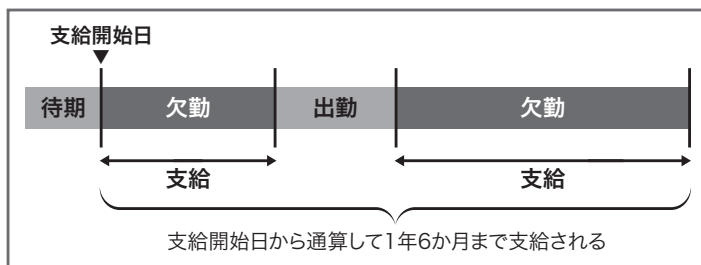 支給開始日
待期 欠勤 出勤 欠勤
支給 支給
支給開始日から通算して1年6か月まで支給される